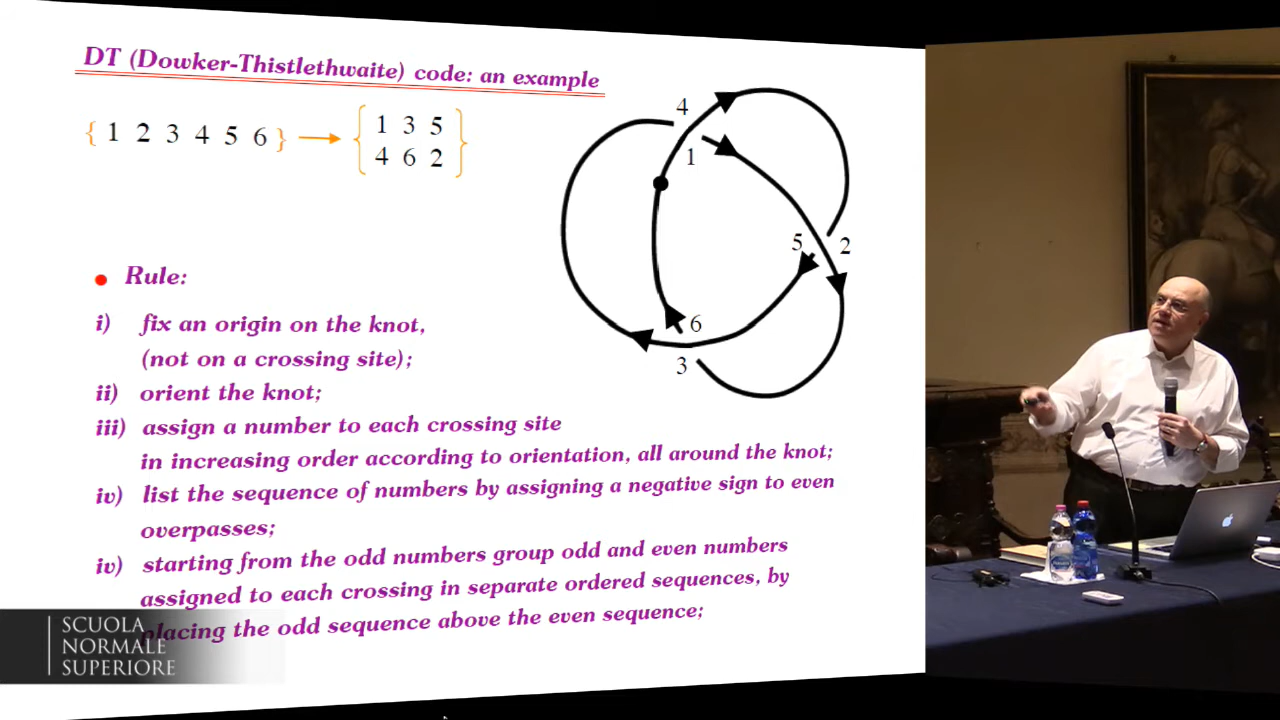 DT (Dowker-Thistlethwaite) code: an example
{ 1 2 3 4 5 6 } → { 1 3 5
4 6 2 }
4
1
5 2
6
3
• Rule:
i) fix an origin on the knot,
(not on a crossing site);
ii) orient the knot;
iii) assign a number to each crossing site
in increasing order according to orientation, all around the knot;
iv) list the sequence of numbers by assigning a negative sign to even
overpasses;
iv) starting from the odd numbers group odd and even numbers
assigned to each crossing in separate ordered sequences, by
placing the odd sequence above the even sequence;
SCUOLA
NORMALE
SUPERIORE